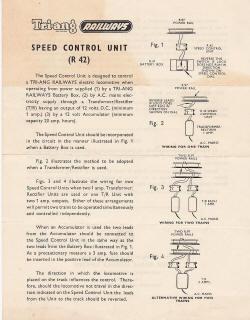 Tri-ang RAILWAYS
SPEED CONTROL UNIT
(R 42)
The Speed Control Unit is designed to control
a TRI-ANG RAILWAYS electric locomotive when
operating from power supplied (1) by a TRI-ANG
RAILWAYS Battery Box, (2) by A.C. mains elec-
tricity supply through a Transformer/Rectifier
(T/R) having an output of 12 volts D.C. (minimum
1 amp.) (3) by a 12 volt Accumulator (minimum
capacity 20 amp. hours).
The Speed Control Unit should be incorporated
in the circuit in the manner illustrated in Fig. 1
when a Battery Box is used.
Fig. 2 illustrates the method to be adopted
when a Transformer/Rectifier is used.
Figs. 3 and 4 illustrate the wiring for two
Speed Control Units when two 1 amp. Transformer/
Rectifier Units are used or one T/R Unit with
two 1 amp. outputs. Either of these arrangements
will permit two trains to be operated simultaneously
and controlled independently.
When an Accumulator is used the two leads
from the Accumulator should be connected to
the Speed Control Unit in the same way as the
two leads from the Battery Box illustrated in Fig. 1.
As a precautionary measure a 3 amp. fuse should
be inserted in the positive lead of the Accumulator.
The direction in which the locomotive is
placed on the track influences the control. There-
fore, should the locomotive not travel in the direc-
tion indicated on the Speed Control Unit the leads
from the Unit to the track should be reversed.
Fig. 1
POWER RAILS
BATTERY BOX
Fig. 2
POWER RAILS
A.C. MAINS
Fig. 3
POWER RAILS
A.C. MAINS
WIRING FOR TWO TRAINS
Fig. 4
POWER RAILS
A.C. MAINS
ALTERNATIVE WIRING FOR TWO
TRAINS